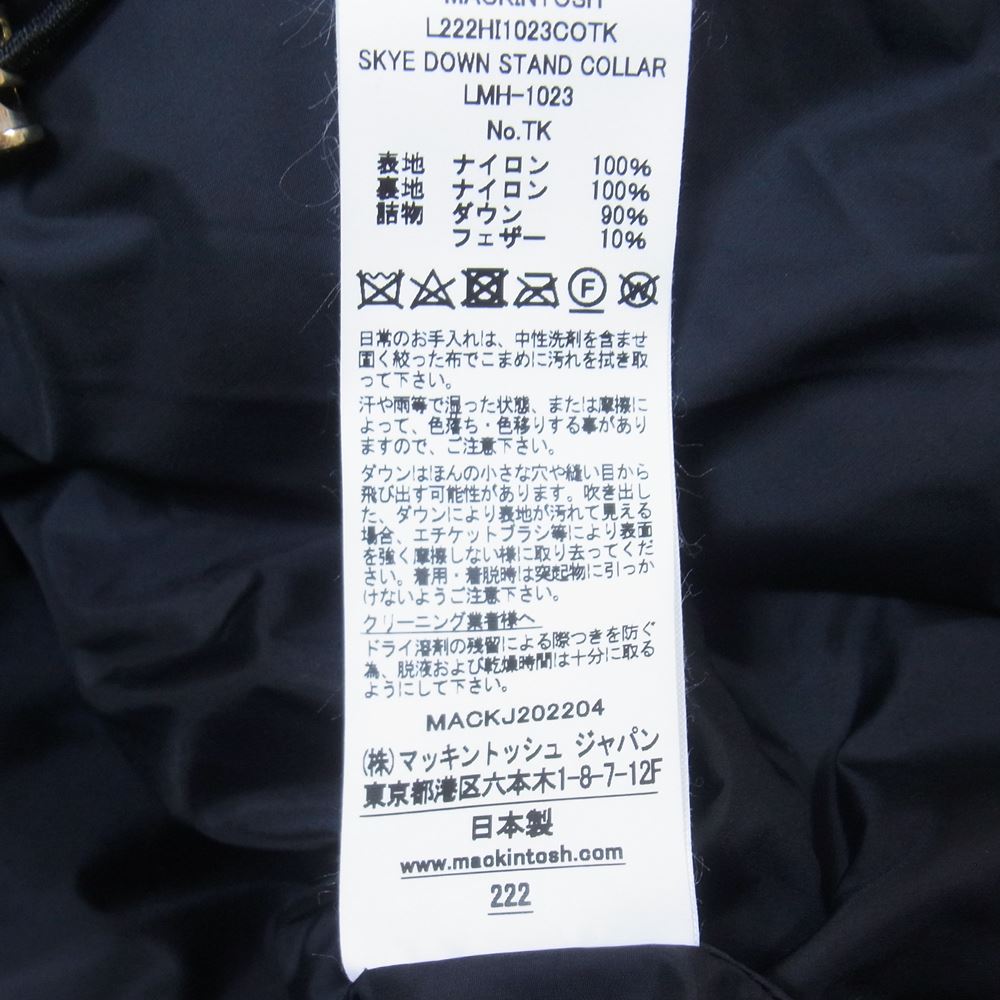 MACKINTOSH
L222HI1023COTK
SKYE DOWN STAND COLLAR
LMH-1023
No.TK
表地 ナイロン 100%
裏地 ナイロン 100%
詰物 ダウン 90%
フェザー 10%
F W
日常のお手入れは、中性洗剤を含ませ
固く絞った布でこまめに汚れを拭き取
って下さい。
汗や雨等で湿った状態、または摩擦に
よって、色落ち・色移りする事があり
ますので、ご注意下さい。
ダウンはほんの小さな穴や縫い目から
飛び出す可能性があります。吹き出し
た、ダウンにより表地が汚れて見える
場合、エチケットブラシ等により表面
を強く摩擦しない様に取り去ってくだ
さい。着用・着脱時は突起物に引っか
けないようご注意下さい。
クリーニング業者様へ
ドライ溶剤の残留による際つきを防ぐ
為、脱液および乾燥時間は十分に取る
ようにして下さい。
MACKJ202204
(株)マッキントッシュ ジャパン
東京都港区六本木1-8-7-12F
日本製
www.mackintosh.com
222